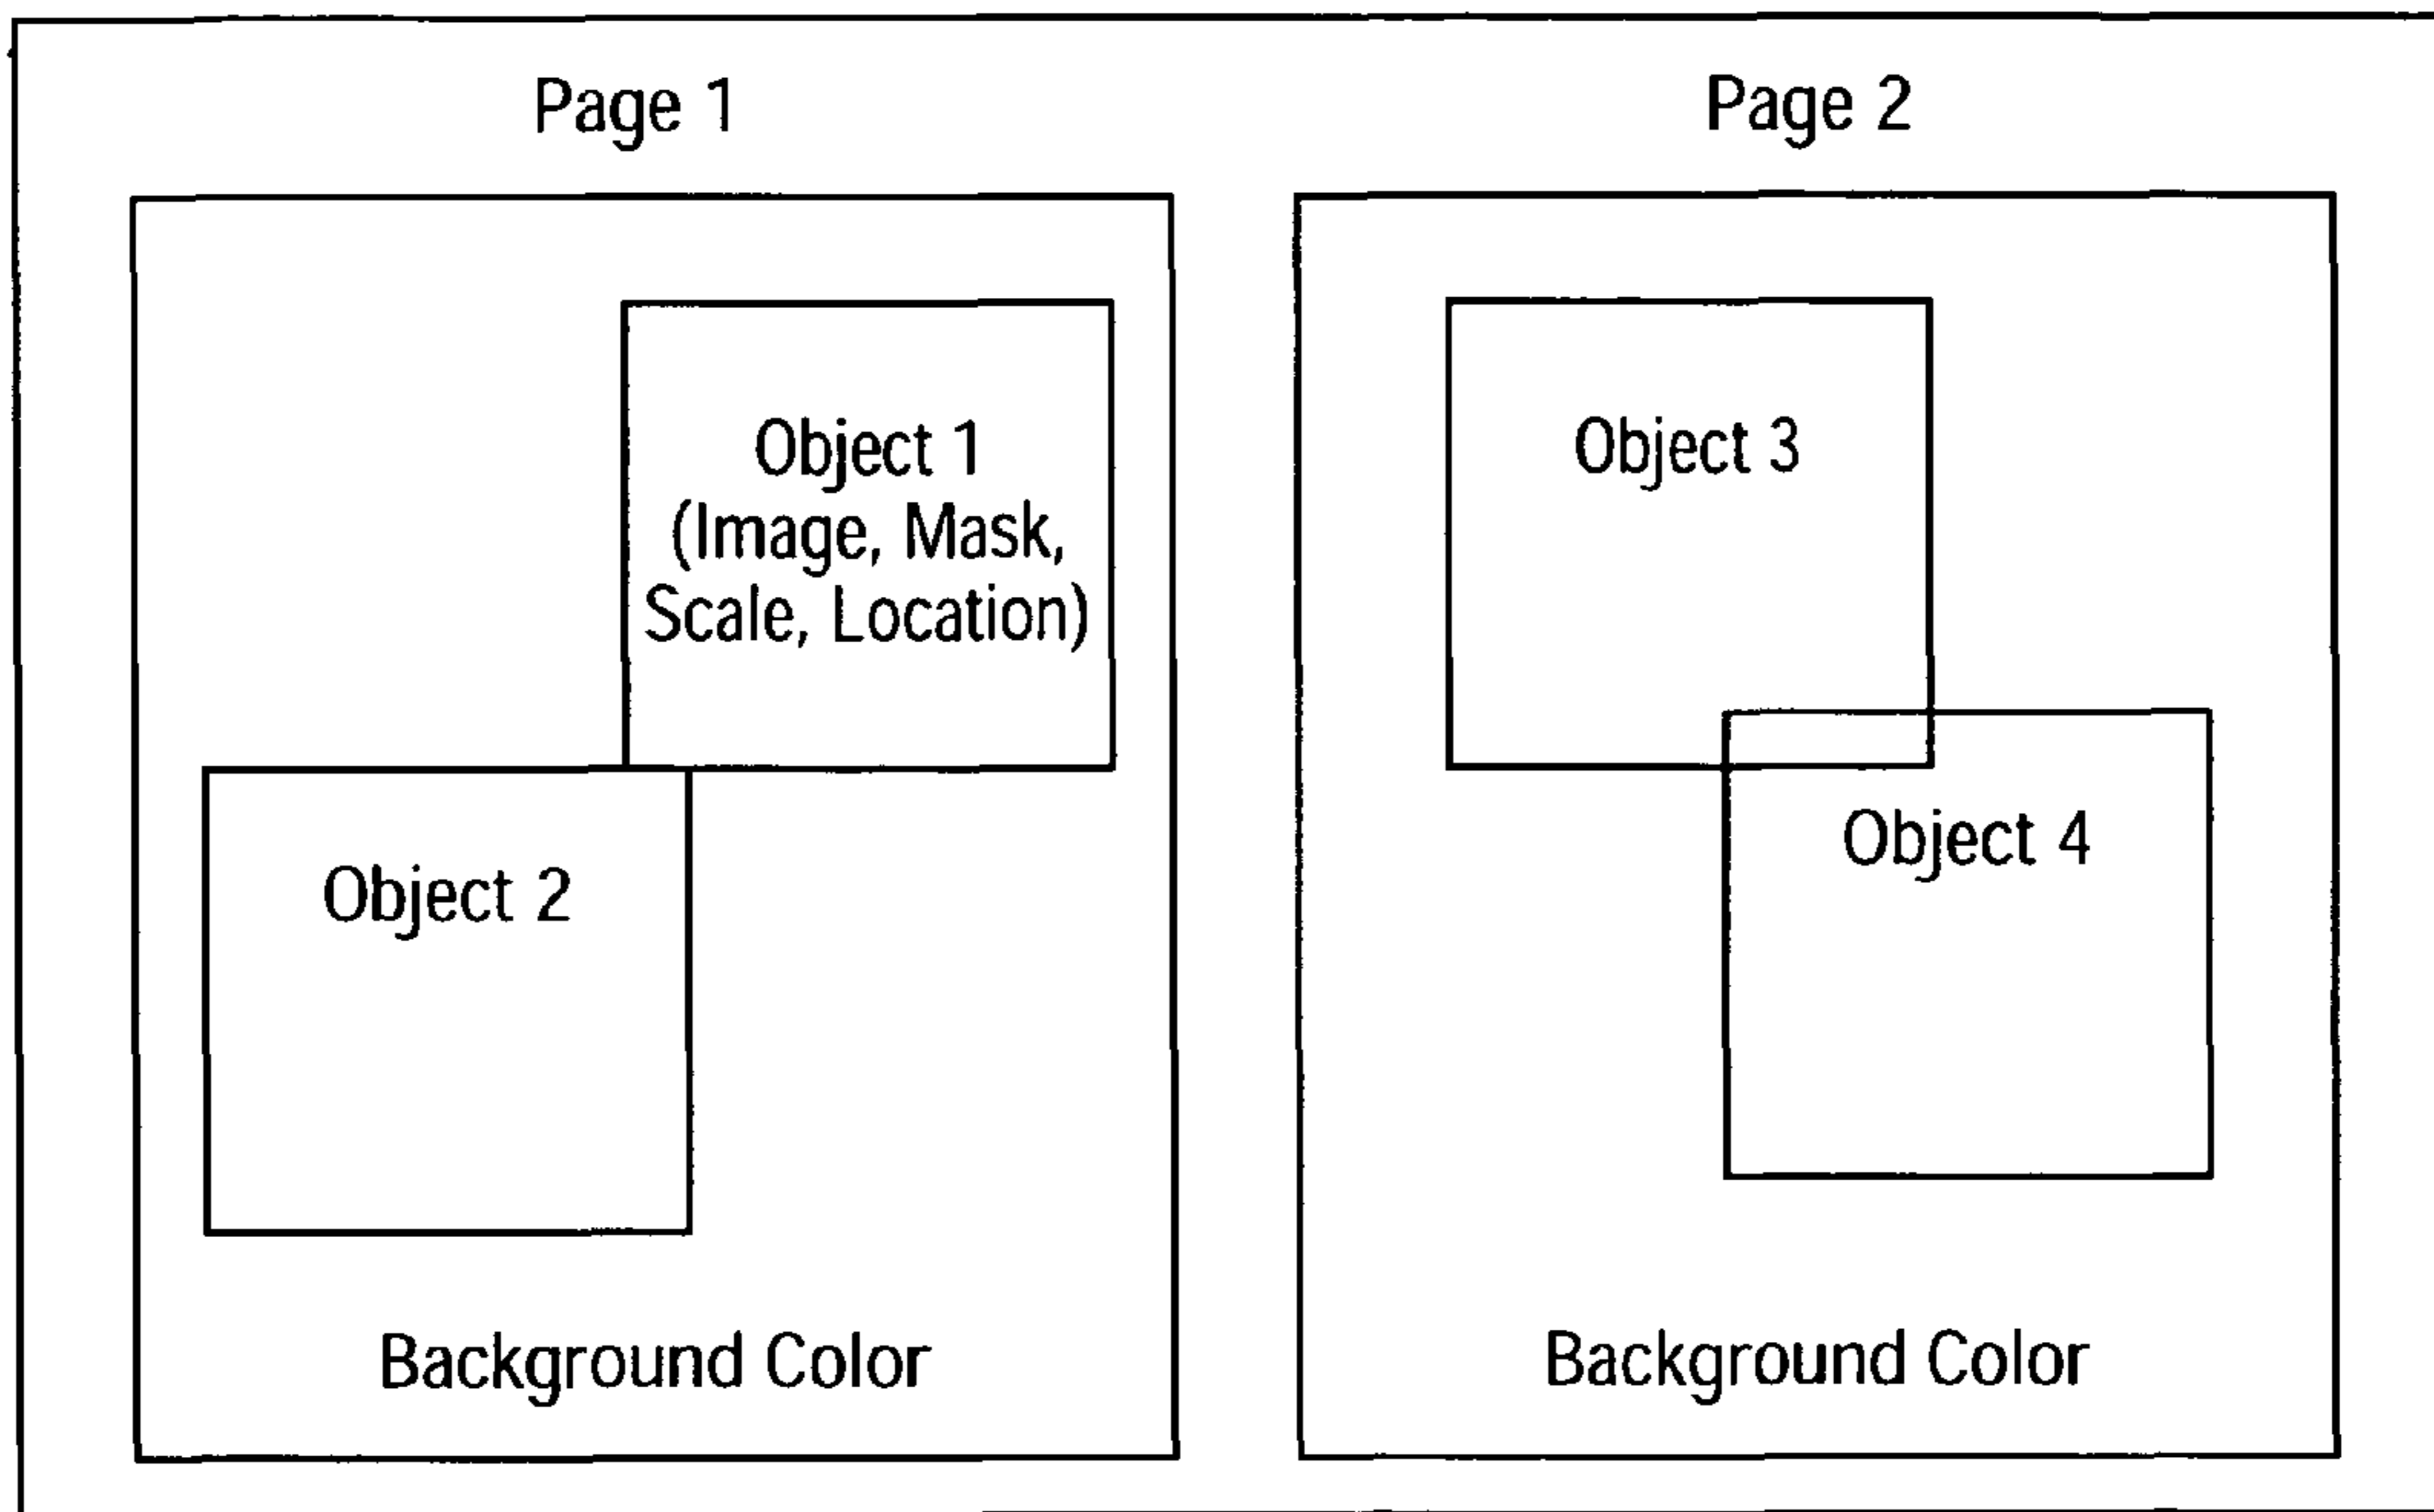 Page 1
Object 1
(Image, Mask,
Scale, Location)
Object 2
Background Color
Page 2
Object 3
Object 4
Background Color